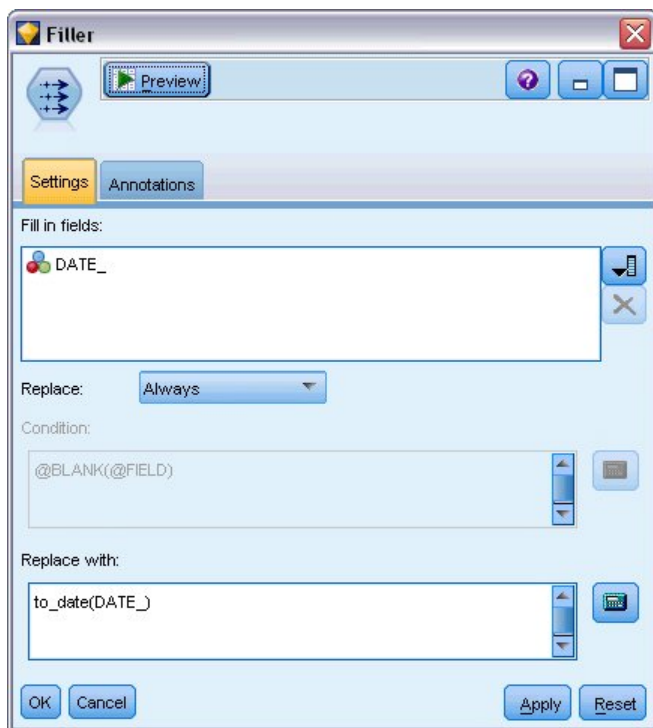 Filler
Preview
?
Settings Annotations
Fill in fields:
DATE_
Replace: Always
Condition:
@BLANK(@FIELD)
Replace with:
to_date(DATE_)
OK Cancel Apply Reset